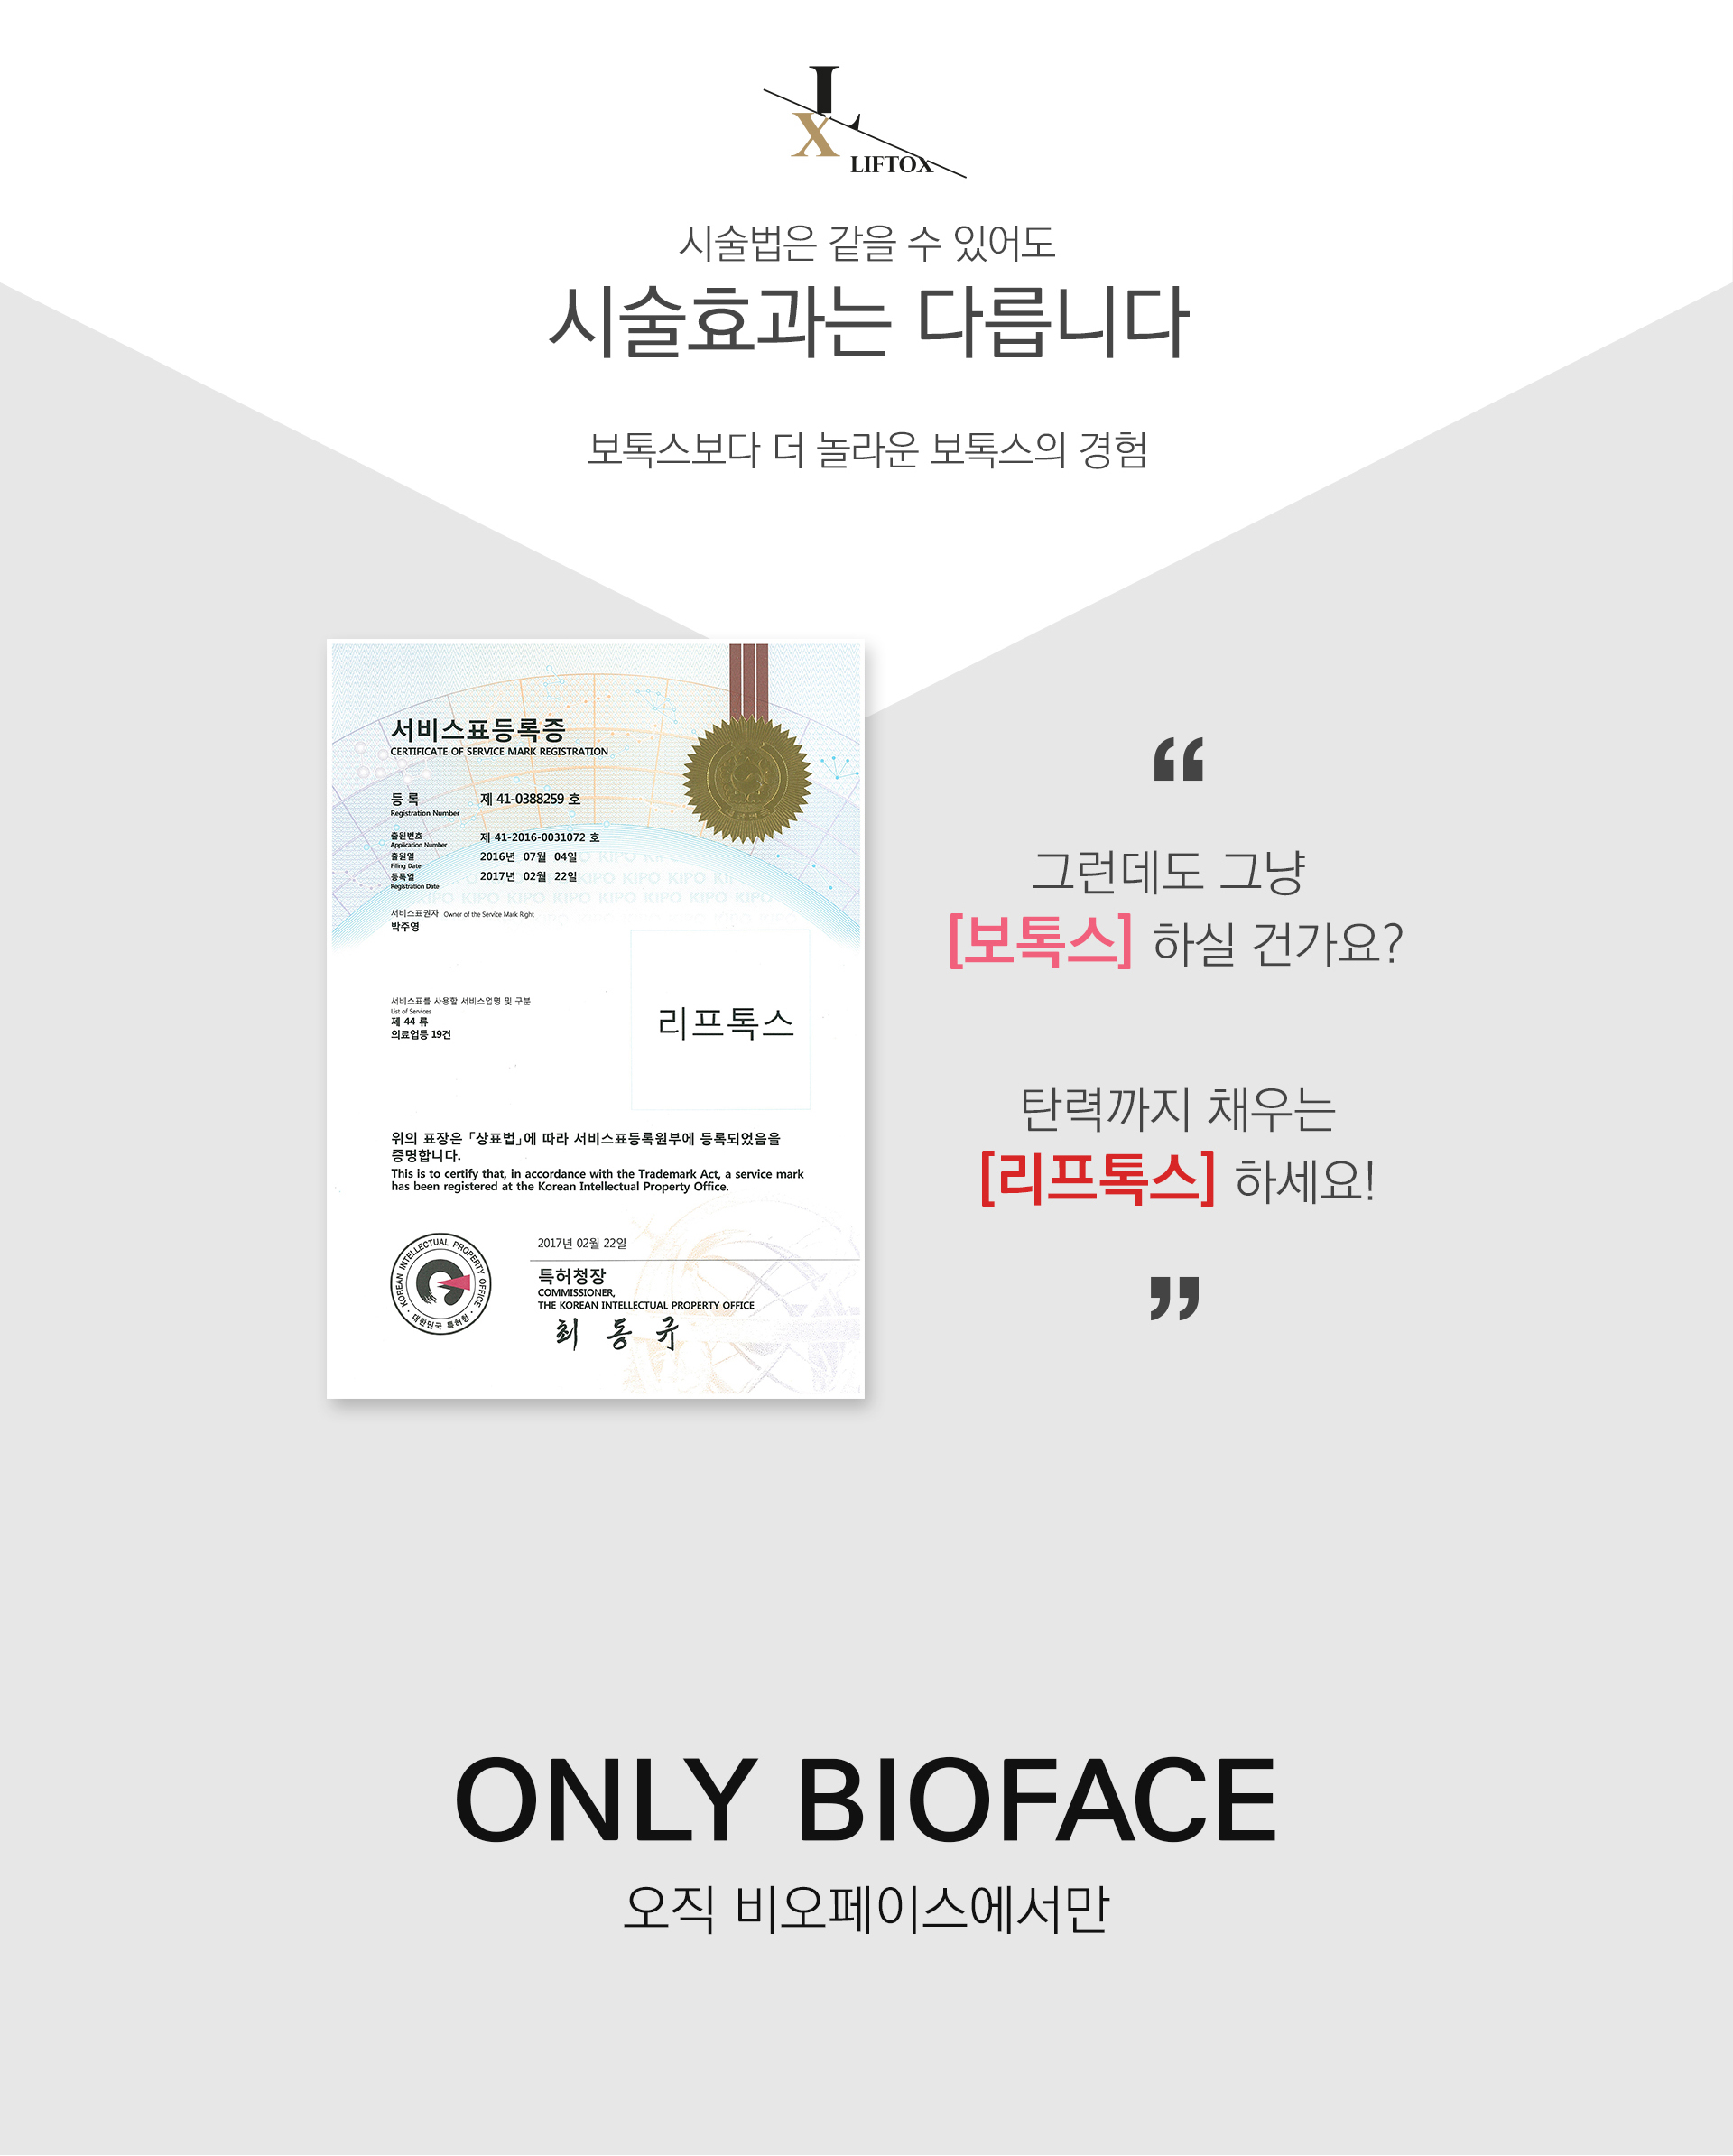 LX
LIFTOX
시술법은 같을 수 있어도
시술효과는 다릅니다
보톡스보다 더 놀라운 보톡스의 경험
서비스표등록증
CERTIFICATE OF SERVICE MARK REGISTRATION
등 록 제 41-0388259 호
Registration Number
출원번호 제 41-2016-0031072 호
Application Number
출원일 2016년 07월 04일
Filing Date
등록일 2017년 02월 22일
Registration Date
KIPO KIPO KIPO KIPO
KIPO KIPO KIPO KIPO KIPO KIPO KIPO KIPO
서비스표권자 Owner of the Service Mark Right
박주영
서비스표를 사용할 서비스업명 및 구분
List of Services
제 44 류
의료업등 19건
리프톡스
위의 표장은 「상표법」에 따라 서비스표등록원부에 등록되었음을
증명합니다.
This is to certify that, in accordance with the Trademark Act, a service mark
has been registered at the Korean Intellectual Property Office.
KOREAN INTELLECTUAL PROPERTY OFFICE
대한민국 특허청
2017년 02월 22일
특허청장
COMMISSIONER,
THE KOREAN INTELLECTUAL PROPERTY OFFICE
최 동 규
“
그런데도 그냥
[보톡스] 하실 건가요?
탄력까지 채우는
[리프톡스] 하세요!
”
ONLY BIOFACE
오직 비오페이스에서만